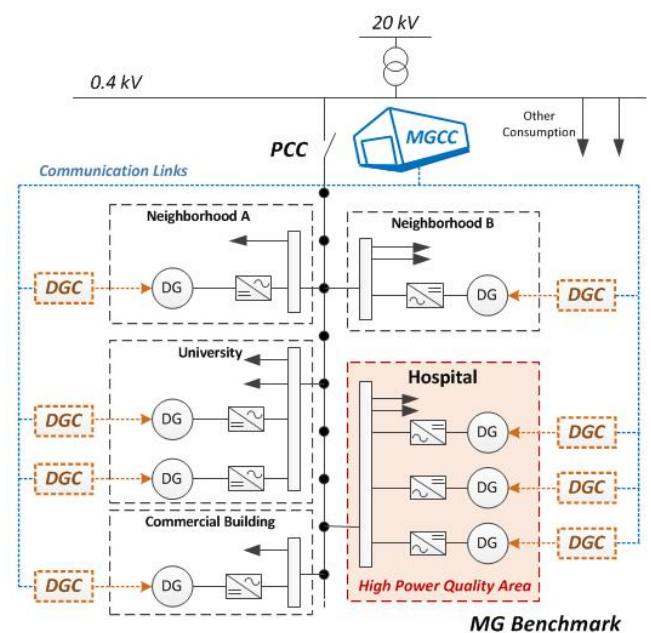 20 kV
0.4 kV
Other
Consumption
MGCC
PCC
Communication Links
Neighborhood A
DGC
DG
Neighborhood B
DG
DGC
University
DGC
DG
DGC
DG
Hospital
DG
DGC
DG
DGC
DG
DGC
High Power Quality Area
Commercial Building
DGC
DG
MG Benchmark